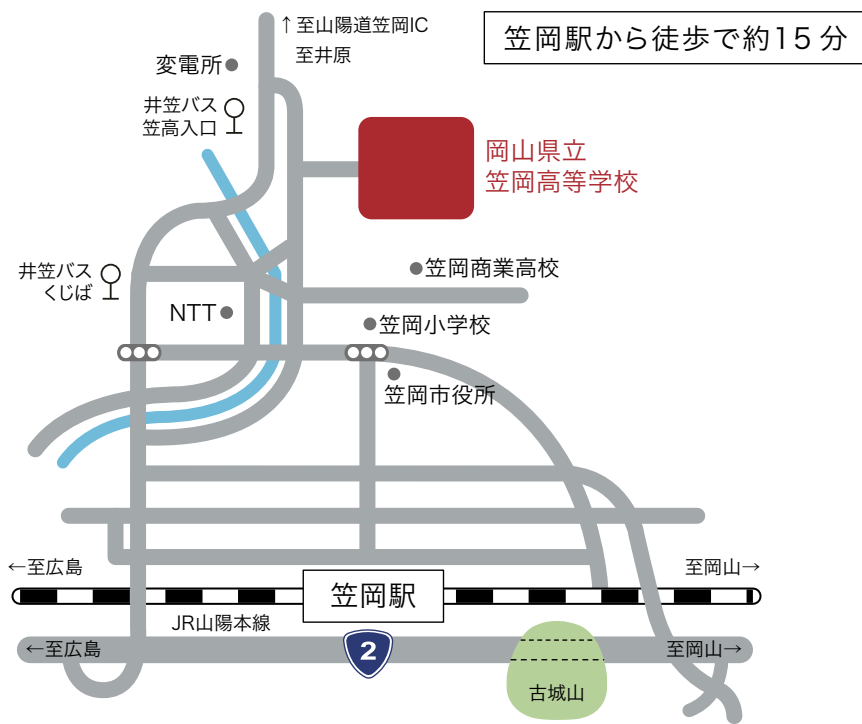 ↑至山陽道笠岡IC
至井原
笠岡駅から徒歩で約15分
変電所
井笠バス
笠高入口
岡山県立
笠岡高等学校
井笠バス
くじば
笠岡商業高校
NTT
笠岡小学校
笠岡市役所
←至広島
至岡山→
笠岡駅
JR山陽本線
←至広島
2
至岡山→
古城山